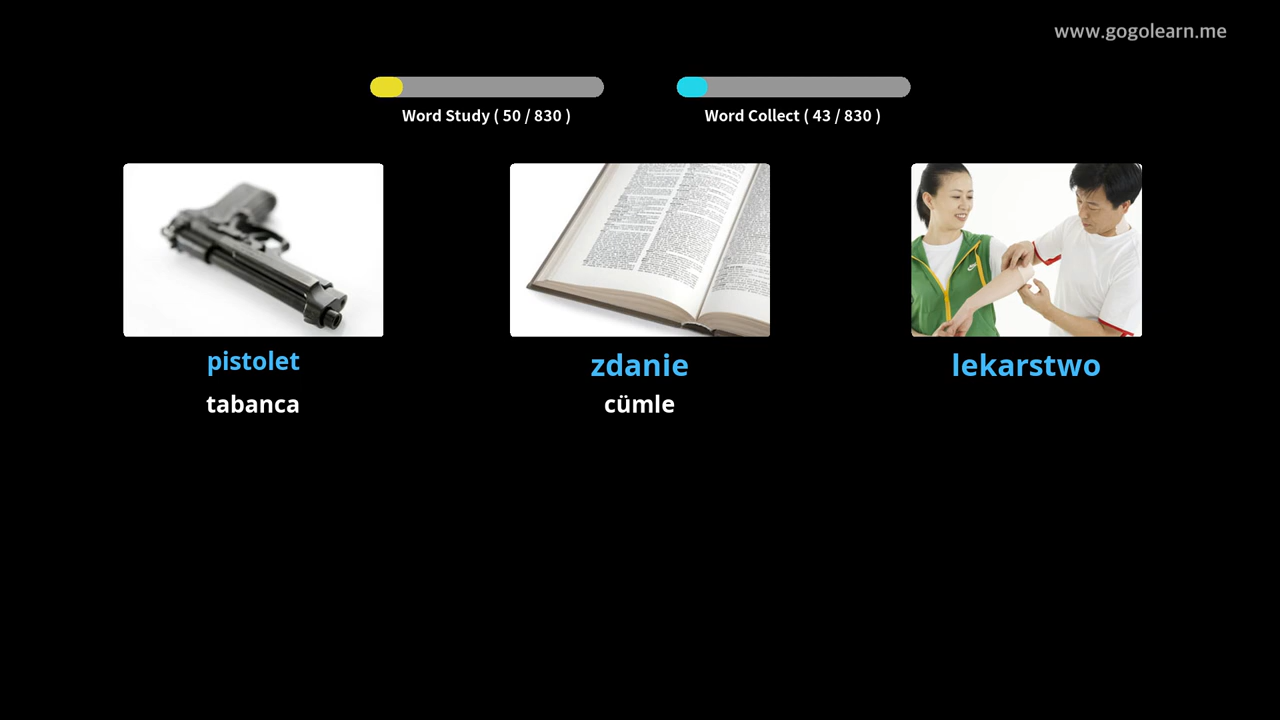 www.gogolearn.me
Word Study ( 50 / 830 )
Word Collect ( 43 / 830 )
pistolet
zdanie
lekarstwo
tabanca
cümle